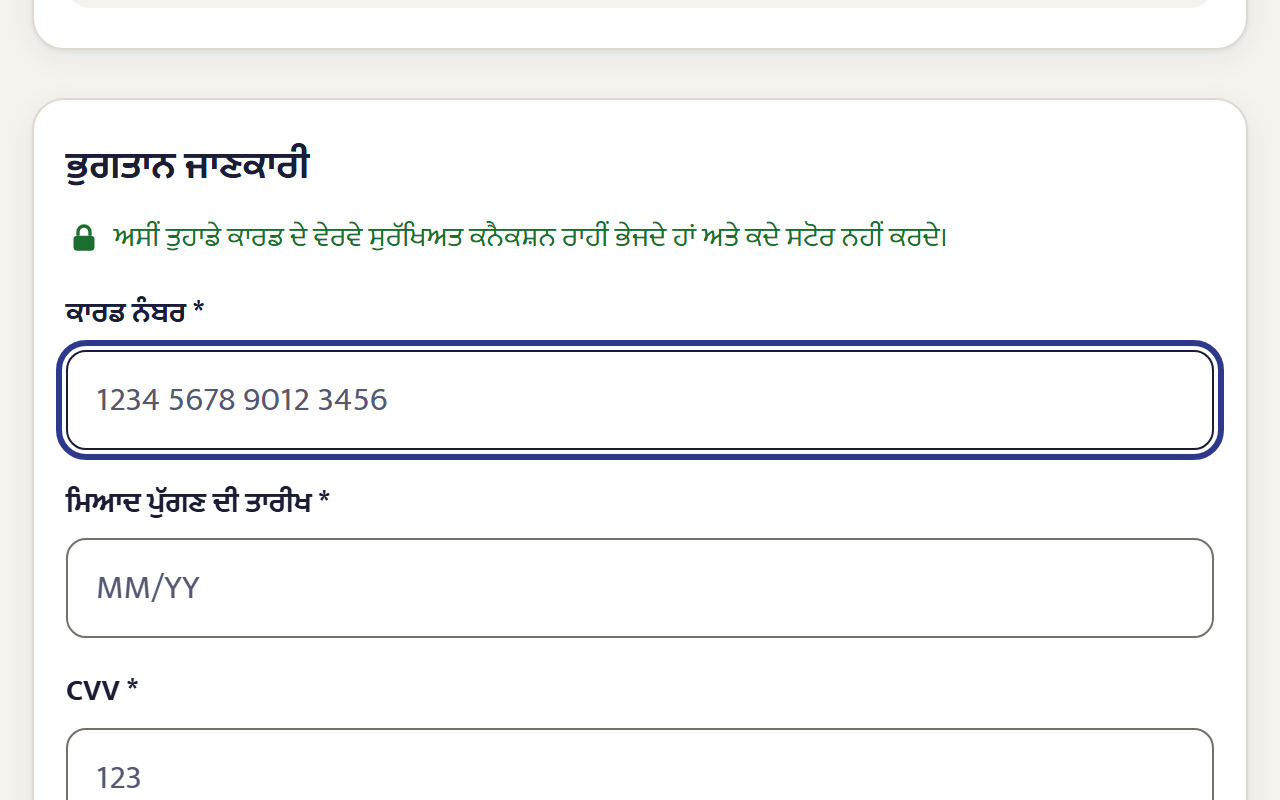 ਭੁਗਤਾਨ ਜਾਣਕਾਰੀ
ਅਸੀਂ ਤੁਹਾਡੇ ਕਾਰਡ ਦੇ ਵੇਰਵੇ ਸੁਰੱਖਿਅਤ ਕਨੈਕਸ਼ਨ ਰਾਹੀਂ ਭੇਜਦੇ ਹਾਂ ਅਤੇ ਕਦੇ ਸਟੋਰ ਨਹੀਂ ਕਰਦੇ।
ਕਾਰਡ ਨੰਬਰ *
1234 5678 9012 3456
ਮਿਆਦ ਪੁੱਗਣ ਦੀ ਤਾਰੀਖ *
MM/YY
CVV *
123